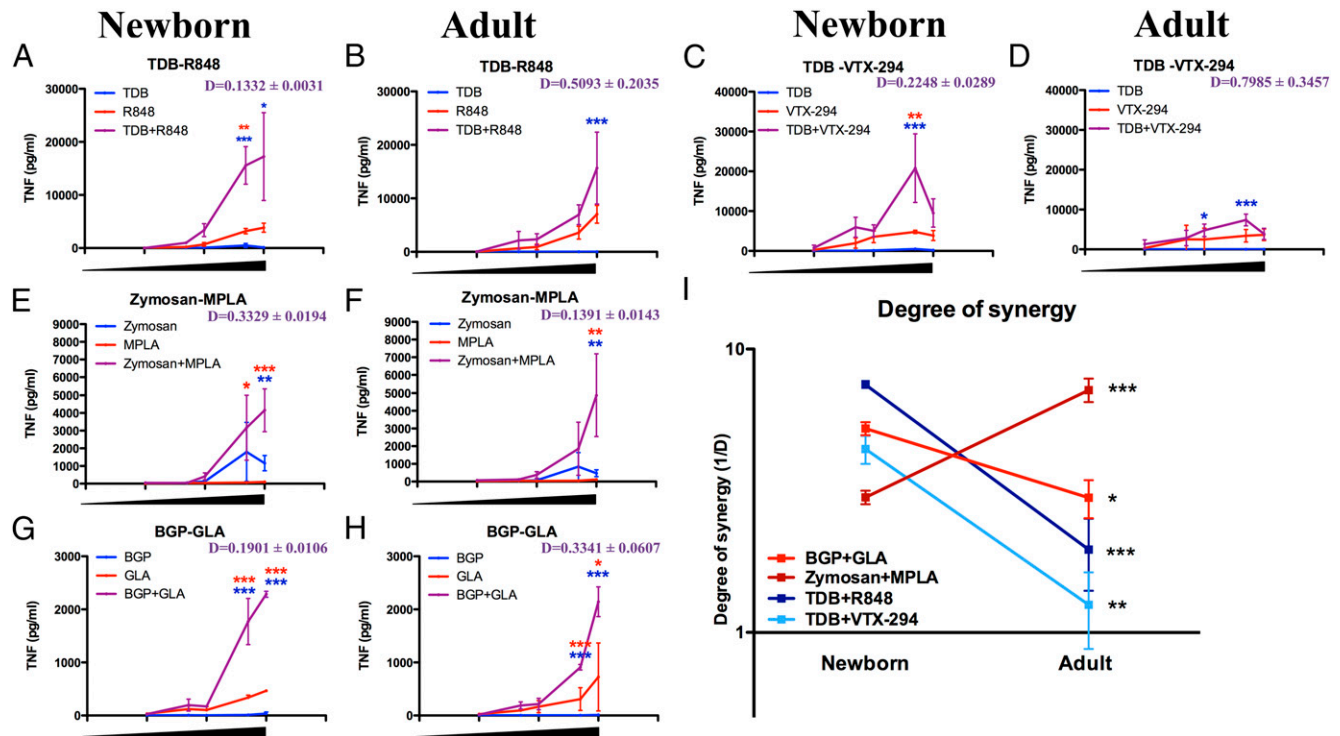 Newborn
Adult
Newborn
Adult
A
TDB-R848
D=0.1332 ± 0.0031
TNF (pg/ml)
30000
20000
10000
0
TDB
R848
TDB+R848
**
***
*
B
TDB-R848
D=0.5093 ± 0.2035
TNF (pg/ml)
30000
20000
10000
0
TDB
R848
TDB+R848
***
C
TDB -VTX-294
D=0.2248 ± 0.0289
TNF (pg/ml)
40000
30000
20000
10000
0
TDB
VTX-294
TDB+VTX-294
**
***
D
TDB -VTX-294
D=0.7985 ± 0.3457
TNF (pg/ml)
40000
30000
20000
10000
0
TDB
VTX-294
TDB+VTX-294
*
***
E
Zymosan-MPLA
D=0.3329 ± 0.0194
TNF (pg/ml)
9000
8000
7000
6000
5000
4000
3000
2000
1000
0
Zymosan
MPLA
Zymosan+MPLA
*
***
**
F
Zymosan-MPLA
D=0.1391 ± 0.0143
TNF (pg/ml)
9000
8000
7000
6000
5000
4000
3000
2000
1000
0
Zymosan
MPLA
Zymosan+MPLA
**
**
G
BGP-GLA
D=0.1901 ± 0.0106
TNF (pg/ml)
3000
2000
1000
0
BGP
GLA
BGP+GLA
***
***
***
***
H
BGP-GLA
D=0.3341 ± 0.0607
TNF (pg/ml)
3000
2000
1000
0
BGP
GLA
BGP+GLA
***
***
*
***
I
Degree of synergy
Degree of synergy (1/D)
10
1
BGP+GLA
Zymosan+MPLA
TDB+R848
TDB+VTX-294
***
*
***
**
Newborn
Adult